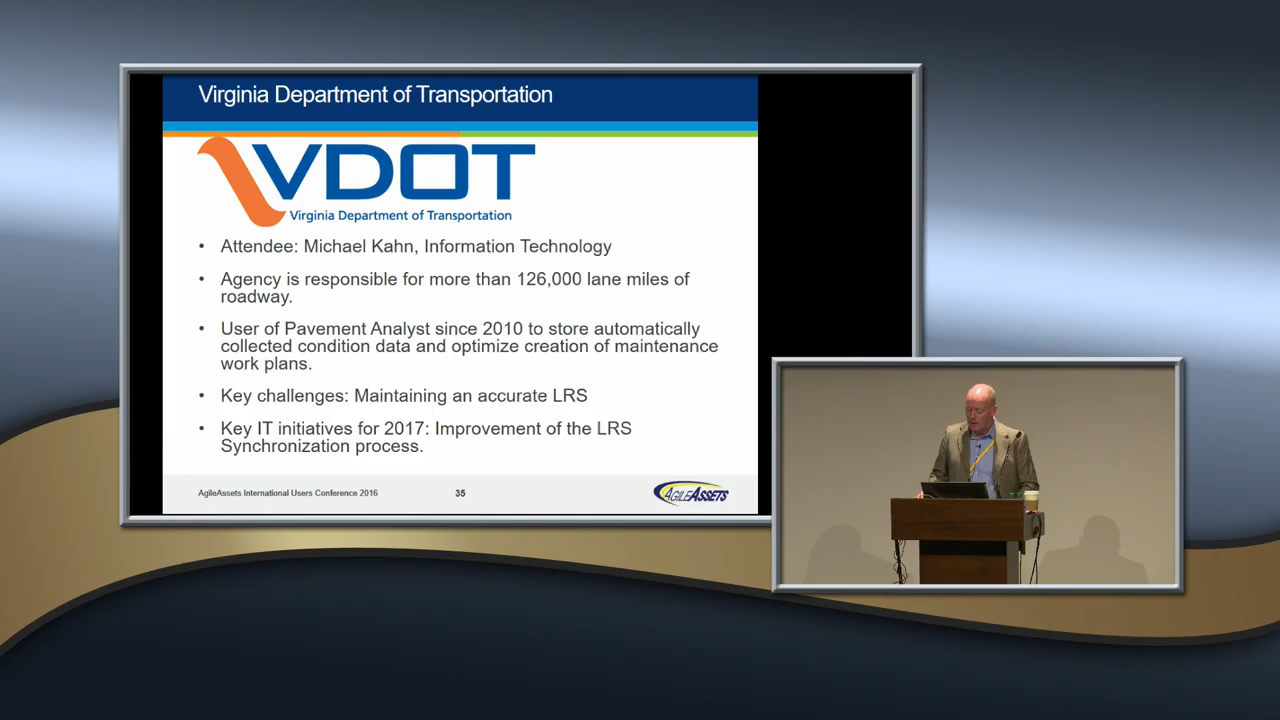 Virginia Department of Transportation
VDOT
Virginia Department of Transportation
• Attendee: Michael Kahn, Information Technology
• Agency is responsible for more than 126,000 lane miles of
roadway.
• User of Pavement Analyst since 2010 to store automatically
collected condition data and optimize creation of maintenance
work plans.
• Key challenges: Maintaining an accurate LRS
• Key IT initiatives for 2017: Improvement of the LRS
Synchronization process.
AgileAssets International Users Conference 2016
35
AGILEASSETS